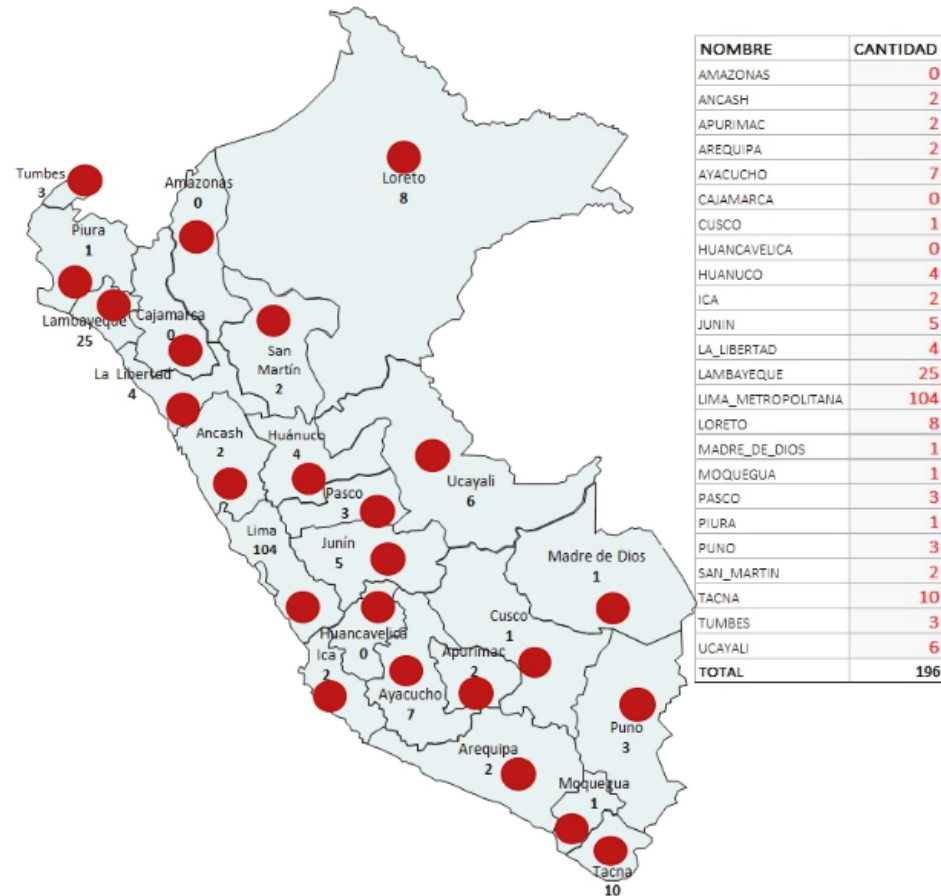 NOMBRE CANTIDAD
AMAZONAS 0
ANCASH 2
APURIMAC 2
AREQUIPA 2
AYACUCHO 7
CAJAMARCA 0
CUSCO 1
HUANCAVELICA 0
HUANUCO 4
ICA 2
JUNIN 5
LA_LIBERTAD 4
LAMBAYEQUE 25
LIMA_METROPOLITANA 104
LORETO 8
MADRE_DE_DIOS 1
MOQUEGUA 1
PASCO 3
PIURA 1
PUNO 3
SAN_MARTIN 2
TACNA 10
TUMBES 3
UCAYALI 6
TOTAL 196
Tumbes
3
Amazonas
0
Loreto
8
Piura
1
Lambayeque
25
Cajamarca
0
San
Martín
2
La Libertad
4
Ancash
2
Huánuco
4
Ucayali
6
Pasco
3
Lima
104
Junín
5
Madre de Dios
1
Cusco
1
Huancavelica
0
Ica
2
Apurimac
2
Ayacucho
7
Puno
3
Arequipa
2
Moquegua
1
Tacna
10